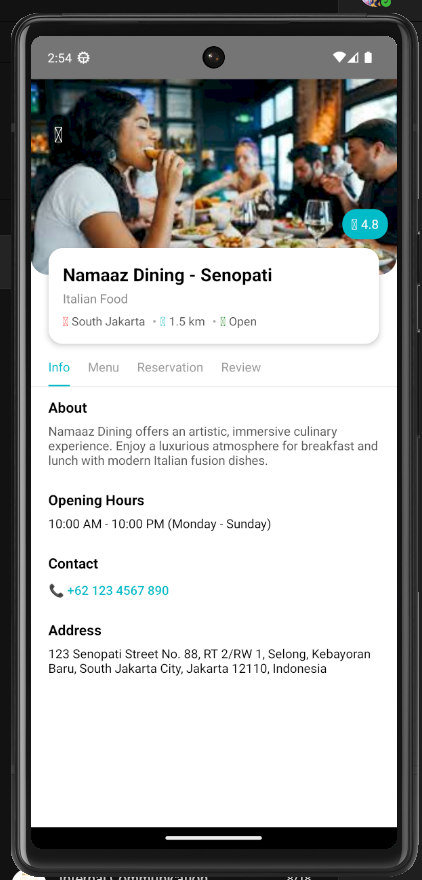 2:54
4.8
Namaaz Dining - Senopati
Italian Food
South Jakarta • 1.5 km • Open
Info Menu Reservation Review
About
Namaaz Dining offers an artistic, immersive culinary
experience. Enjoy a luxurious atmosphere for breakfast and
lunch with modern Italian fusion dishes.
Opening Hours
10:00 AM - 10:00 PM (Monday - Sunday)
Contact
+62 123 4567 890
Address
123 Senopati Street No. 88, RT 2/RW 1, Selong, Kebayoran
Baru, South Jakarta City, Jakarta 12110, Indonesia